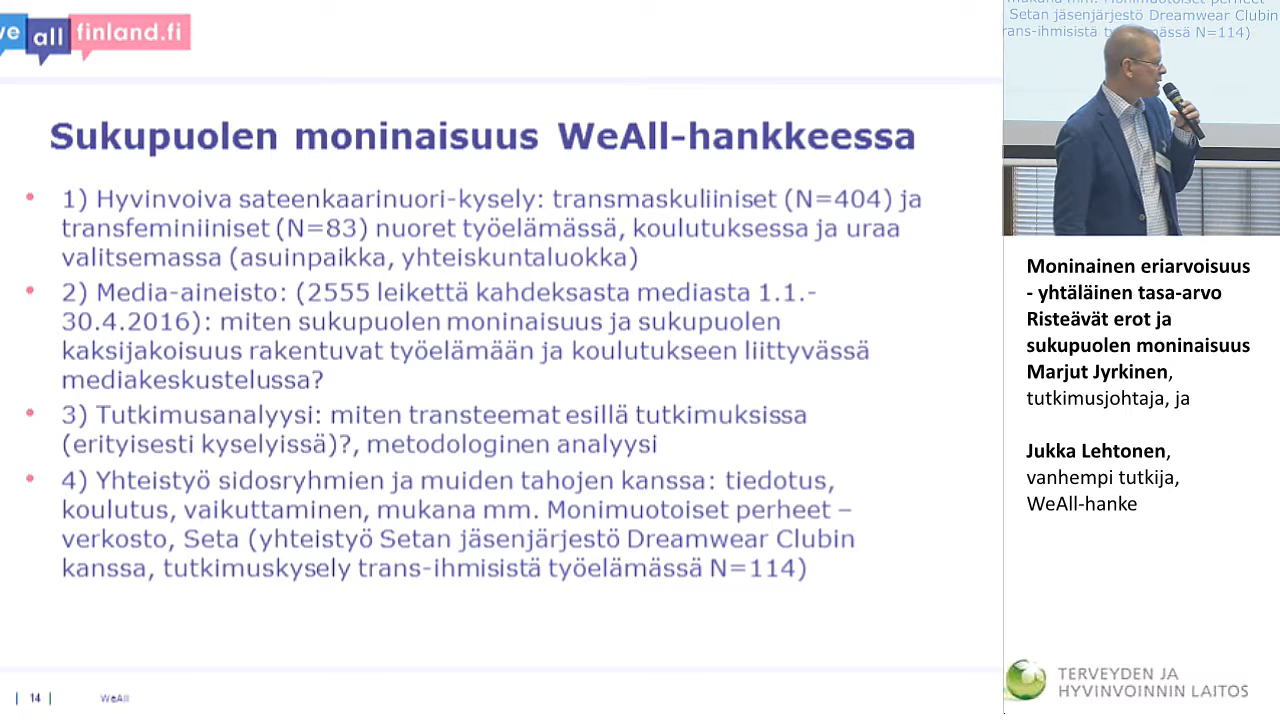 we all finland.fi
Sukupuolen moninaisuus WeAll-hankkeessa
1) Hyvinvoiva sateenkaarinuori-kysely: transmaskuliiniset (N=404) ja
transfeminiiniset (N=83) nuoret työelämässä, koulutuksessa ja uraa
valitsemassa (asuinpaikka, yhteiskuntaluokka)
2) Media-aineisto: (2555 leikettä kahdeksasta mediasta 1.1.-
30.4.2016): miten sukupuolen moninaisuus ja sukupuolen
kaksijakoisuus rakentuvat työelämään ja koulutukseen liittyvässä
mediakeskustelussa?
3) Tutkimusanalyysi: miten transteemat esillä tutkimuksissa
(erityisesti kyselyissä)?, metodologinen analyysi
4) Yhteistyö sidosryhmien ja muiden tahojen kanssa: tiedotus,
koulutus, vaikuttaminen, mukana mm. Monimuotoiset perheet –
verkosto, Seta (yhteistyö Setan jäsenjärjestö Dreamwear Clubin
kanssa, tutkimuskysely trans-ihmisistä työelämässä N=114)
| 14 | WeAll
mukana mm. Monimuotoiset perheet
Setan jäsenjärjestö Dreamwear Clubin
rans-ihmisistä työelämässä N=114)
Moninainen eriarvoisuus
- yhtäläinen tasa-arvo
Risteävät erot ja
sukupuolen moninaisuus
Marjut Jyrkinen,
tutkimusjohtaja, ja
Jukka Lehtonen,
vanhempi tutkija,
WeAll-hanke
TERVEYDEN JA
HYVINVOINNIN LAITOS